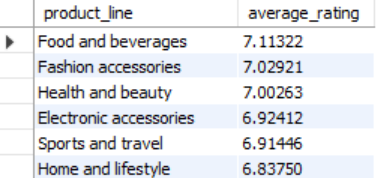 product_line average_rating
Food and beverages 7.11322
Fashion accessories 7.02921
Health and beauty 7.00263
Electronic accessories 6.92412
Sports and travel 6.91446
Home and lifestyle 6.83750